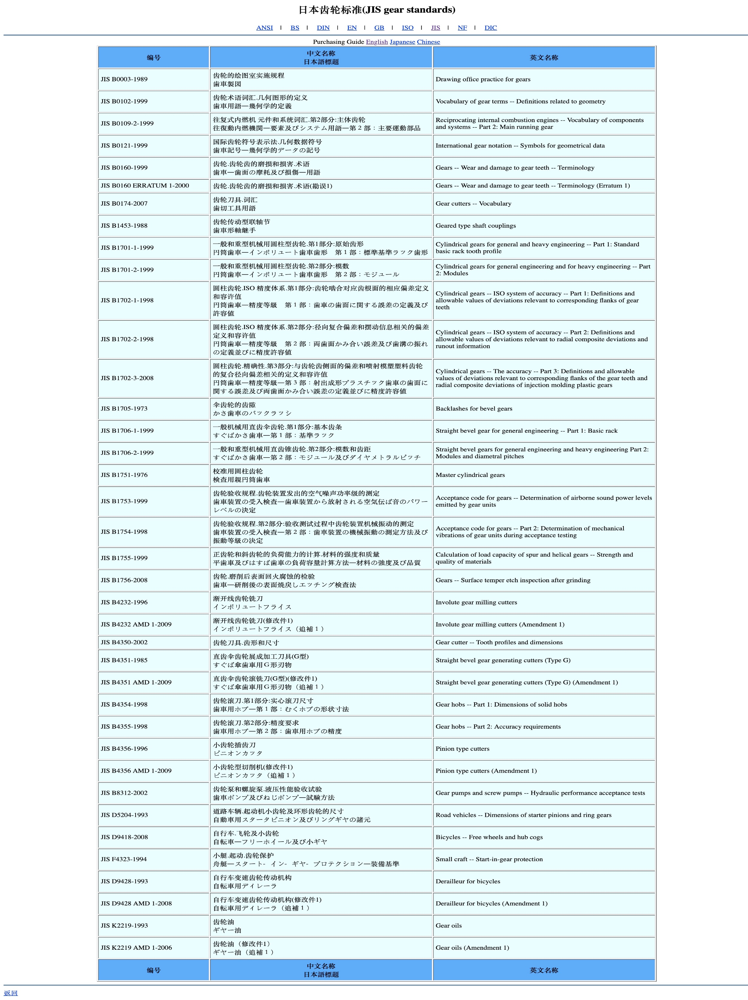 日本齿轮标准(JIS gear standards)
ANSI | BS | DIN | EN | GB | ISO | JIS | NF | DIC
Purchasing Guide English Japanese Chinese
编号
中文名称
日本語標題
英文名称
JIS B0003-1989
齿轮的绘图室实施规程
歯車製図
Drawing office practice for gears
JIS B0102-1999
齿轮术语词汇.几何图形的定义
歯車用語―幾何学的定義
Vocabulary of gear terms -- Definitions related to geometry
JIS B0109-2-1999
往复式内燃机 元件和系统词汇.第2部分:主体齿轮
往復動内燃機関―要素及びシステム用語―第２部：主要運動部品
Reciprocating internal combustion engines -- Vocabulary of components
and systems -- Part 2: Main running gear
JIS B0121-1999
国际齿轮符号表示法.几何数据符号
歯車記号―幾何学的データの記号
International gear notation -- Symbols for geometrical data
JIS B0160-1999
齿轮.齿轮齿的磨损和损害.术语
歯車―歯面の摩耗及び損傷―用語
Gears -- Wear and damage to gear teeth -- Terminology
JIS B0160 ERRATUM 1-2000
齿轮.齿轮齿的磨损和损害.术语(勘误1)
Gears -- Wear and damage to gear teeth -- Terminology (Erratum 1)
JIS B0174-2007
齿轮刀具.词汇
歯切工具用語
Gear cutters -- Vocabulary
JIS B1453-1988
齿轮传动型联轴节
歯車形軸継手
Geared type shaft couplings
JIS B1701-1-1999
一般和重型机械用圆柱型齿轮.第1部分:原始齿形
円筒歯車―インボリュート歯車歯形　第１部：標準基準ラック歯形
Cylindrical gears for general and heavy engineering -- Part 1: Standard
basic rack tooth profile
JIS B1701-2-1999
一般和重型机械用圆柱型齿轮.第2部分:模数
円筒歯車―インボリュート歯車歯形　第２部：モジュール
Cylindrical gears for general engineering and for heavy engineering -- Part
2: Modules
JIS B1702-1-1998
圆柱齿轮.ISO 精度体系.第1部分:齿轮啮合对应齿根面的相应偏差定义
和容许值
円筒歯車―精度等級　第１部：歯車の歯面に関する誤差の定義及び
許容値
Cylindrical gears -- ISO system of accuracy -- Part 1: Definitions and
allowable values of deviations relevant to corresponding flanks of gear
teeth
JIS B1702-2-1998
圆柱齿轮.ISO 精度体系.第2部分:径向复合偏差和摆动信息相关的偏差
定义和容许值
円筒歯車―精度等級　第２部：両歯面かみ合い誤差及び歯溝の振れ
の定義並びに精度許容値
Cylindrical gears -- ISO system of accuracy -- Part 2: Definitions and
allowable values of deviations relevant to radial composite deviations and
runout information
JIS B1702-3-2008
圆柱齿轮.精确性.第3部分:与齿轮齿侧面的偏差和喷射模塑塑料齿轮
的复合径向偏差相关的定义和容许值
円筒歯車―精度等級―第３部：射出成形プラスチック歯車の歯面に
関する誤差及び両歯面かみ合い誤差の定義並びに精度許容値
Cylindrical gears -- The accuracy -- Part 3: Definitions and allowable
values of deviations relevant to corresponding flanks of the gear teeth and
radial composite deviations of injection molding plastic gears
JIS B1705-1973
伞齿轮的齿隙
かさ歯車のバックラッシ
Backlashes for bevel gears
JIS B1706-1-1999
一般机械用直齿伞齿轮.第1部分:基本齿条
すぐばかさ歯車―第１部：基準ラック
Straight bevel gear for general engineering -- Part 1: Basic rack
JIS B1706-2-1999
一般和重型机械用直齿锥齿轮.第2部分:模数和齿距
すぐばかさ歯車―第２部：モジュール及びダイヤメトラルピッチ
Straight bevel gears for general engineering and heavy engineering Part 2:
Modules and diametral pitches
JIS B1751-1976
校准用圆柱齿轮
検査用親円筒歯車
Master cylindrical gears
JIS B1753-1999
齿轮验收规程.齿轮装置发出的空气噪声功率级的测定
歯車装置の受入検査―歯車装置から放射される空気伝ぱ音のパワー
レベルの決定
Acceptance code for gears -- Determination of airborne sound power levels
emitted by gear units
JIS B1754-1998
齿轮验收规程.第2部分:验收测试过程中齿轮装置机械振动的测定
歯車装置の受入検査―第２部：歯車装置の機械振動の測定方法及び
振動等級の決定
Acceptance code for gears -- Part 2: Determination of mechanical
vibrations of gear units during acceptance testing
JIS B1755-1999
正齿轮和斜齿轮的负荷能力的计算.材料的强度和质量
平歯車及びはすば歯車の負荷容量計算方法―材料の強度及び品質
Calculation of load capacity of spur and helical gears -- Strength and
quality of materials
JIS B1756-2008
齿轮.磨削后表面回火腐蚀的检验
歯車―研削後の表面焼戻しエッチング検査法
Gears -- Surface temper etch inspection after grinding
JIS B4232-1996
渐开线齿轮铣刀
インボリュートフライス
Involute gear milling cutters
JIS B4232 AMD 1-2009
渐开线齿轮铣刀(修改件1)
インボリュートフライス（追補１）
Involute gear milling cutters (Amendment 1)
JIS B4350-2002
齿轮刀具.齿形和尺寸
Gear cutter -- Tooth profiles and dimensions
JIS B4351-1985
直齿伞齿轮展成加工刀具(G型)
すぐば傘歯車用Ｇ形刃物
Straight bevel gear generating cutters (Type G)
JIS B4351 AMD 1-2009
直齿伞齿轮滚铣刀(G型)(修改件1)
すぐば傘歯車用Ｇ形刃物（追補１）
Straight bevel gear generating cutters (Type G) (Amendment 1)
JIS B4354-1998
齿轮滚刀.第1部分:实心滚刀尺寸
歯車用ホブ―第１部：むくホブの形状寸法
Gear hobs -- Part 1: Dimensions of solid hobs
JIS B4355-1998
齿轮滚刀.第2部分:精度要求
歯車用ホブ―第２部：歯車用ホブの精度
Gear hobs -- Part 2: Accuracy requirements
JIS B4356-1996
小齿轮插齿刀
ピニオンカッタ
Pinion type cutters
JIS B4356 AMD 1-2009
小齿轮型切削机(修改件1)
ピニオンカッタ（追補１）
Pinion type cutters (Amendment 1)
JIS B8312-2002
齿轮泵和螺旋泵.液压性能验收试验
歯車ポンプ及びねじポンプ―試験方法
Gear pumps and screw pumps -- Hydraulic performance acceptance tests
JIS D5204-1993
道路车辆.起动机小齿轮及环形齿轮的尺寸
自動車用スタータピニオン及びリングギヤの諸元
Road vehicles -- Dimensions of starter pinions and ring gears
JIS D9418-2008
自行车.飞轮及小齿轮
自転車―フリーホイール及び小ギヤ
Bicycles -- Free wheels and hub cogs
JIS F4323-1994
小艇.起动.齿轮保护
舟艇―スタート‐イン‐ギヤ‐プロテクション―装備基準
Small craft -- Start-in-gear protection
JIS D9428-1993
自行车变速齿轮传动机构
自転車用ディレーラ
Derailleur for bicycles
JIS D9428 AMD 1-2008
自行车变速齿轮传动机构(修改件1)
自転車用ディレーラ（追補１）
Derailleur for bicycles (Amendment 1)
JIS K2219-1993
齿轮油
ギヤー油
Gear oils
JIS K2219 AMD 1-2006
齿轮油（修改件1）
ギヤー油（追補１）
Gear oils (Amendment 1)
编号
中文名称
日本語標題
英文名称
返回